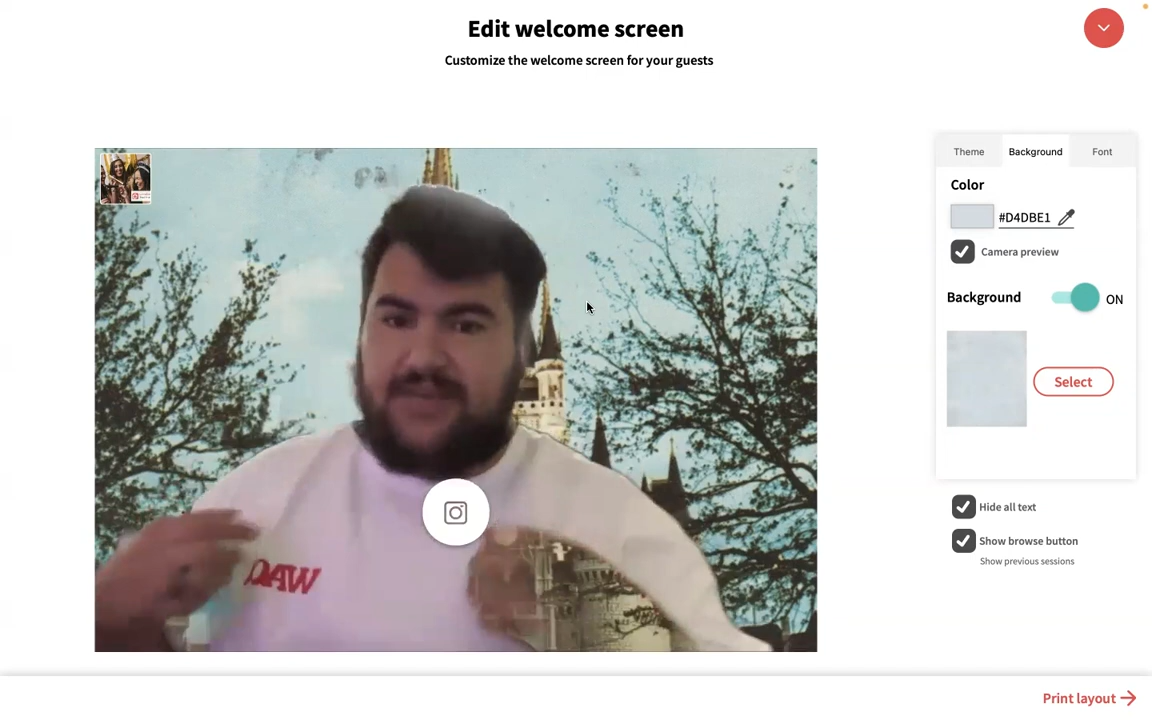 Edit welcome screen
Customize the welcome screen for your guests
Theme
Background
Font
Color
#D4DBE1
Camera preview
Background
ON
Select
Hide all text
Show browse button
Show previous sessions
Print layout